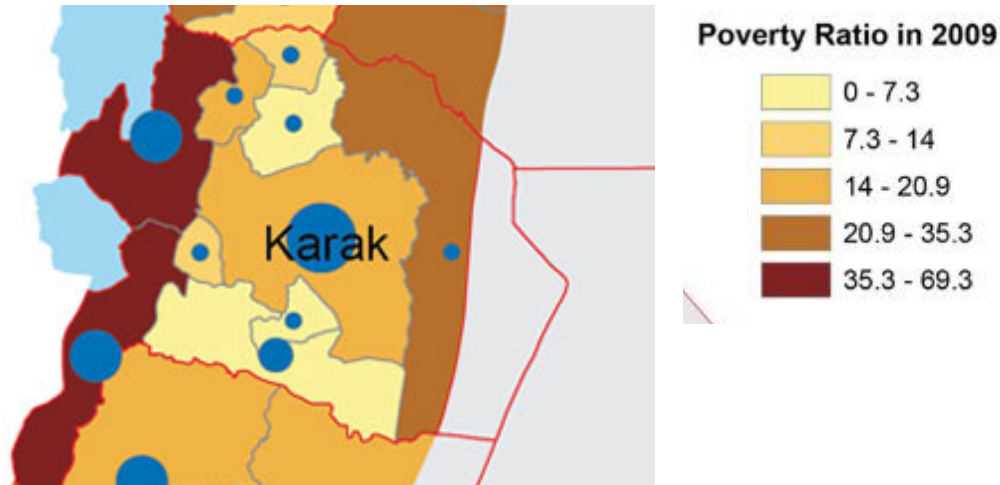 Karak
Poverty Ratio in 2009
0 - 7.3
7.3 - 14
14 - 20.9
20.9 - 35.3
35.3 - 69.3